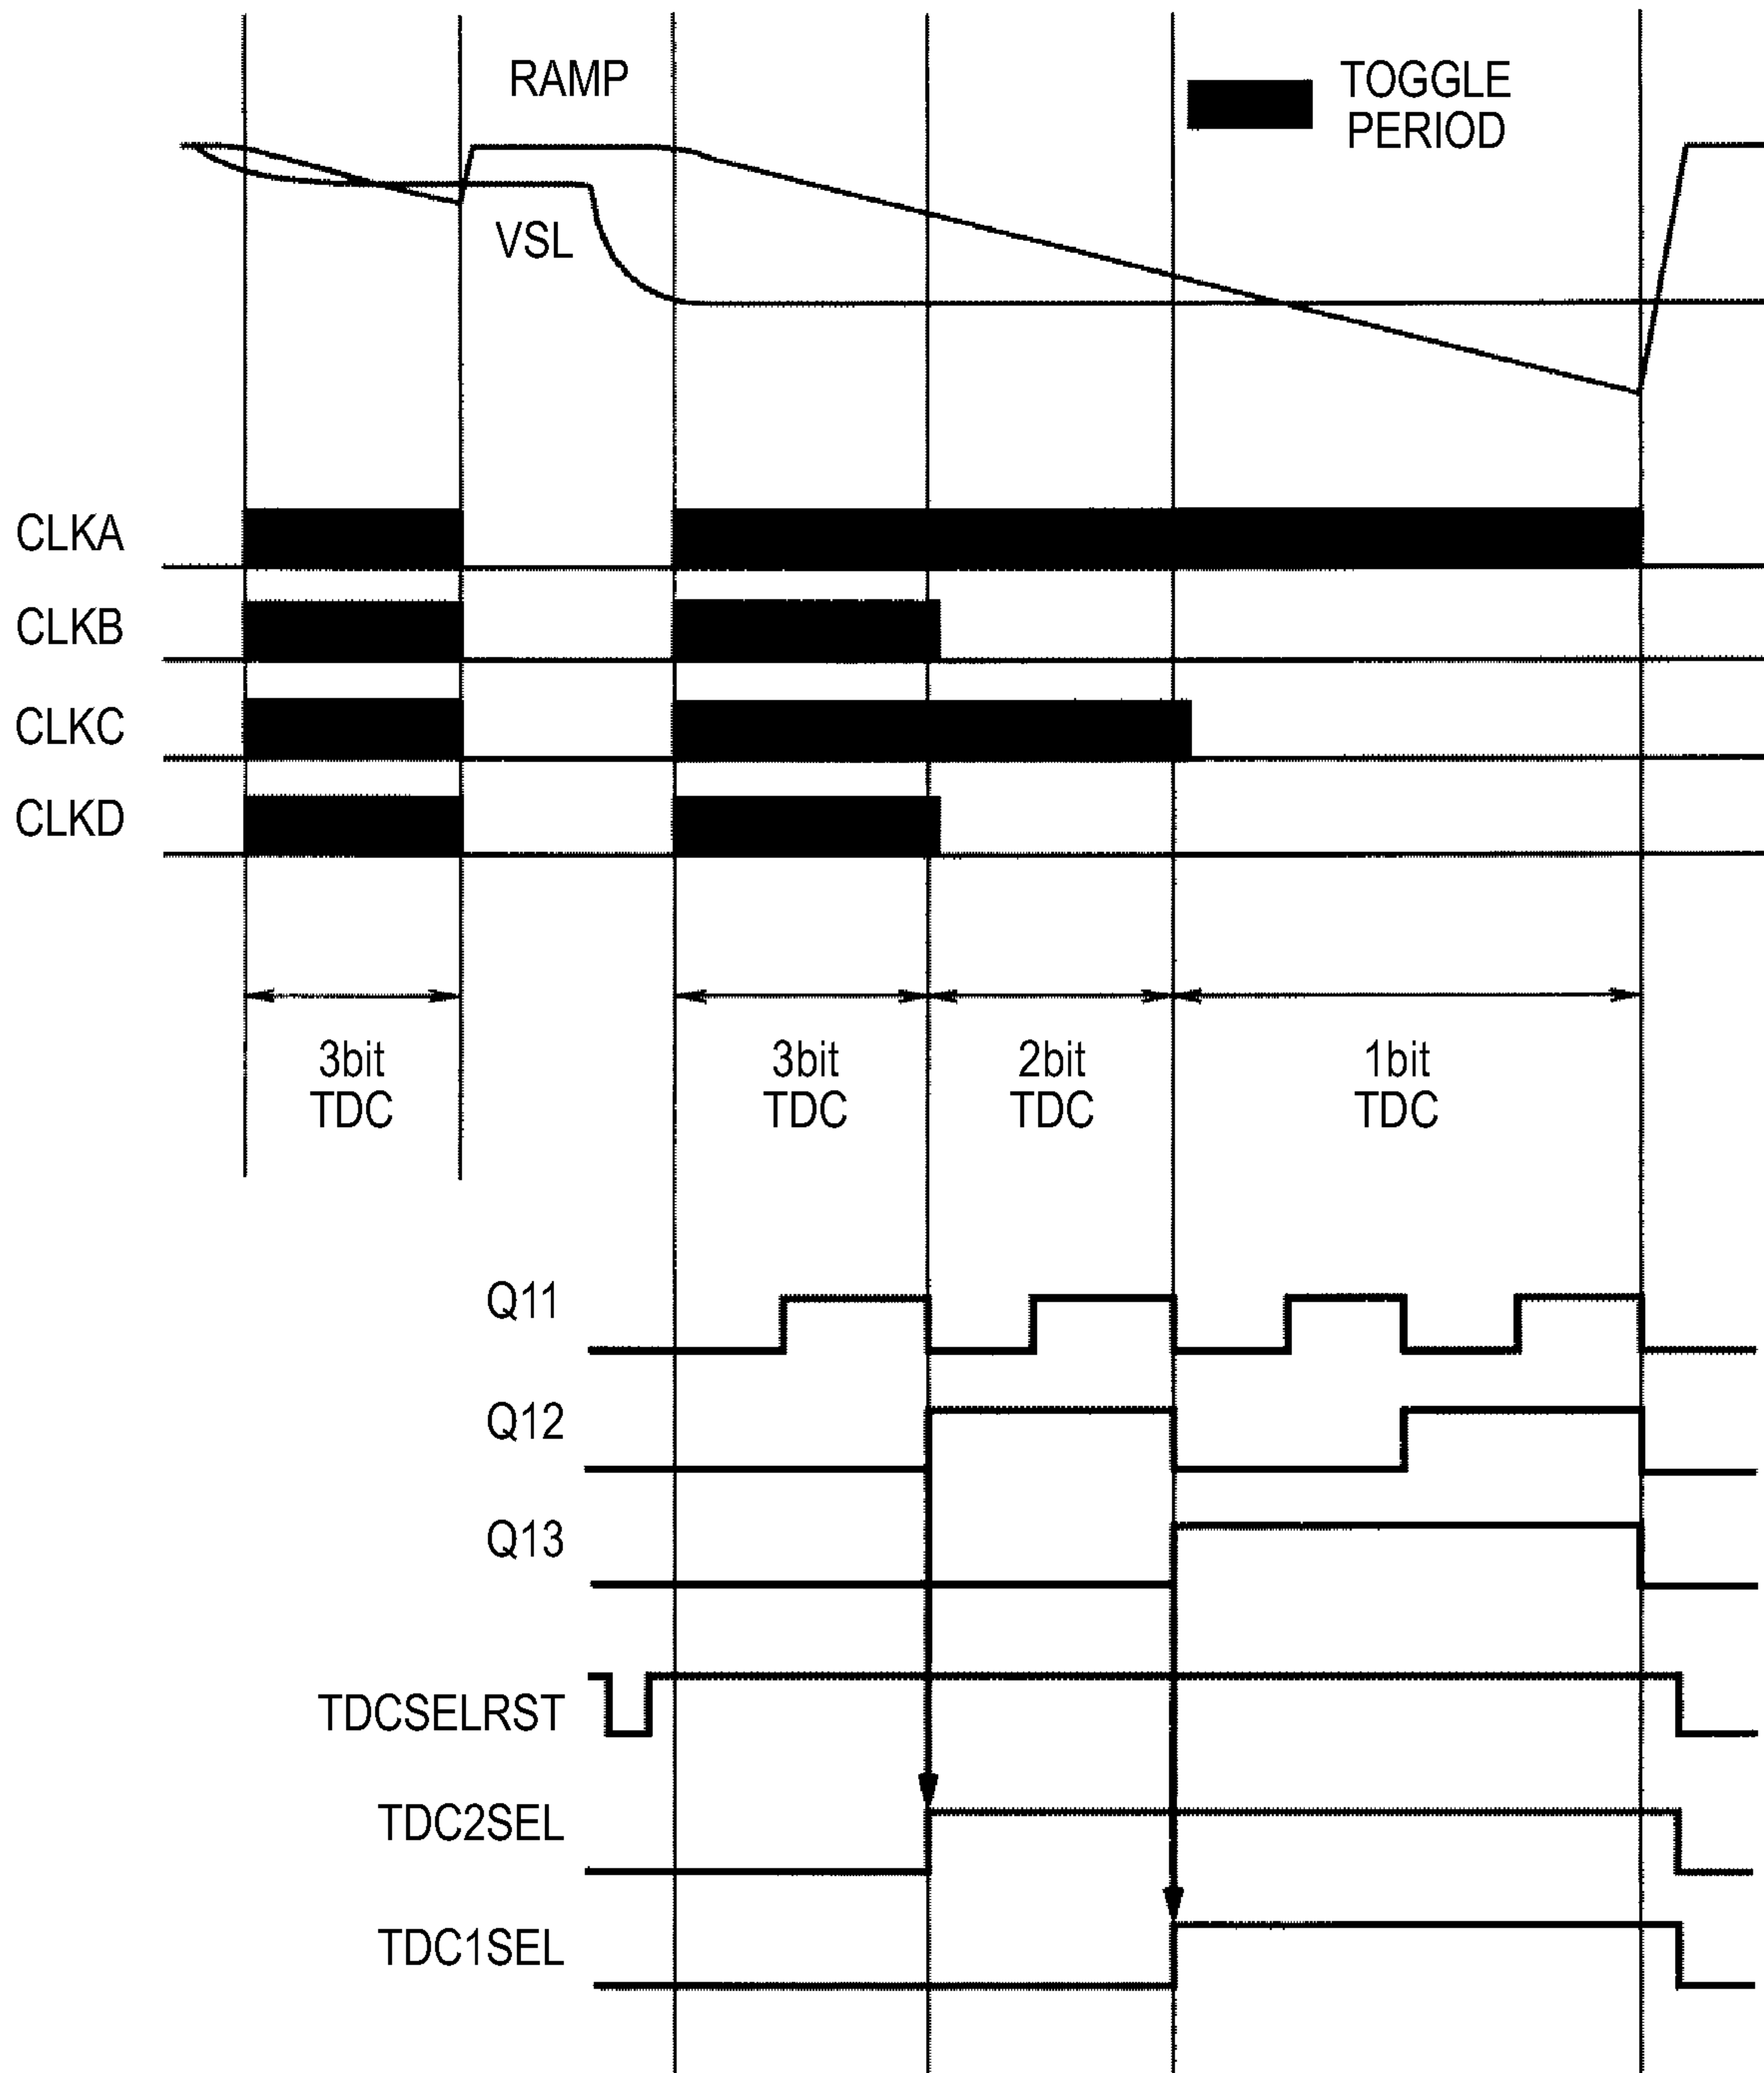 RAMP
TOGGLE
PERIOD
VSL
CLKA
CLKB
CLKC
CLKD
3bit
TDC
3bit
TDC
2bit
TDC
1bit
TDC
Q11
Q12
Q13
TDCSELRST
TDC2SEL
TDC1SEL